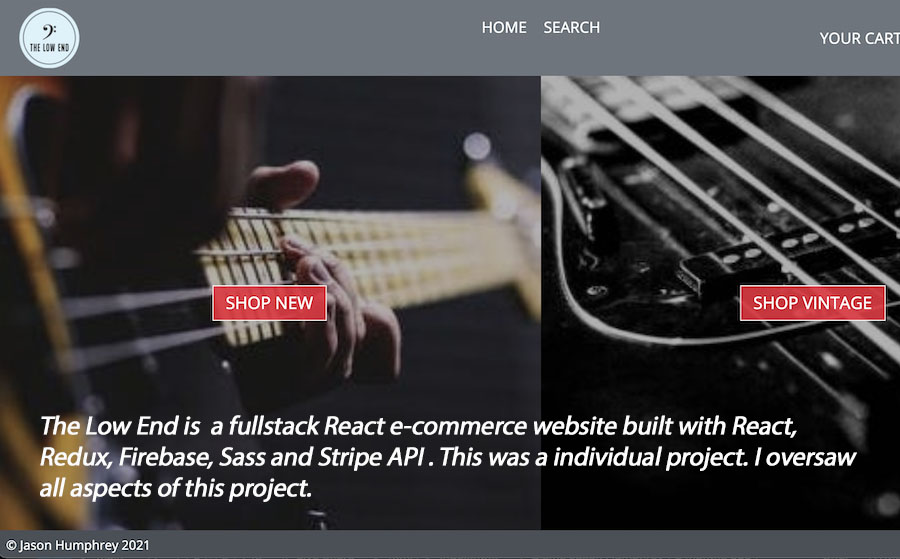 THE LOW END
HOME SEARCH
YOUR CART
SHOP NEW
SHOP VINTAGE
The Low End is  a fullstack React e-commerce website built with React,
Redux, Firebase, Sass and Stripe API . This was a individual project. I oversaw
all aspects of this project.
© Jason Humphrey 2021